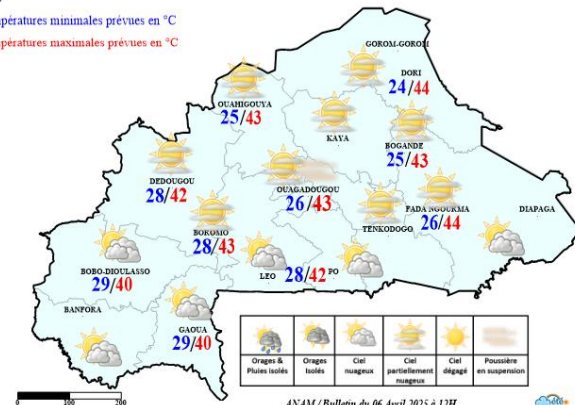 pératures minimales prévues en °C
pératures maximales prévues en °C
GOROM-GOROM
DORI
24/44
OUAHIGOUYA
25/43
KAYA
BOGANDE
25/43
DEDOUGOU
28/42
OUAGADOUGOU
26/43
FADA NGOURMA
26/44
DIAPAGA
BOROMO
28/43
TENKODOGO
BOBO-DIOULASSO
29/40
LEO
28/42
PO
BANFORA
GAOUA
29/40
Orages & Pluies isolés
Orages Isolés
Ciel nuageux
Ciel partiellement nuageux
Ciel dégagé
Poussière en suspension
0 100 200
ANAM / Bulletin du 06 Avril 2025 à 12H